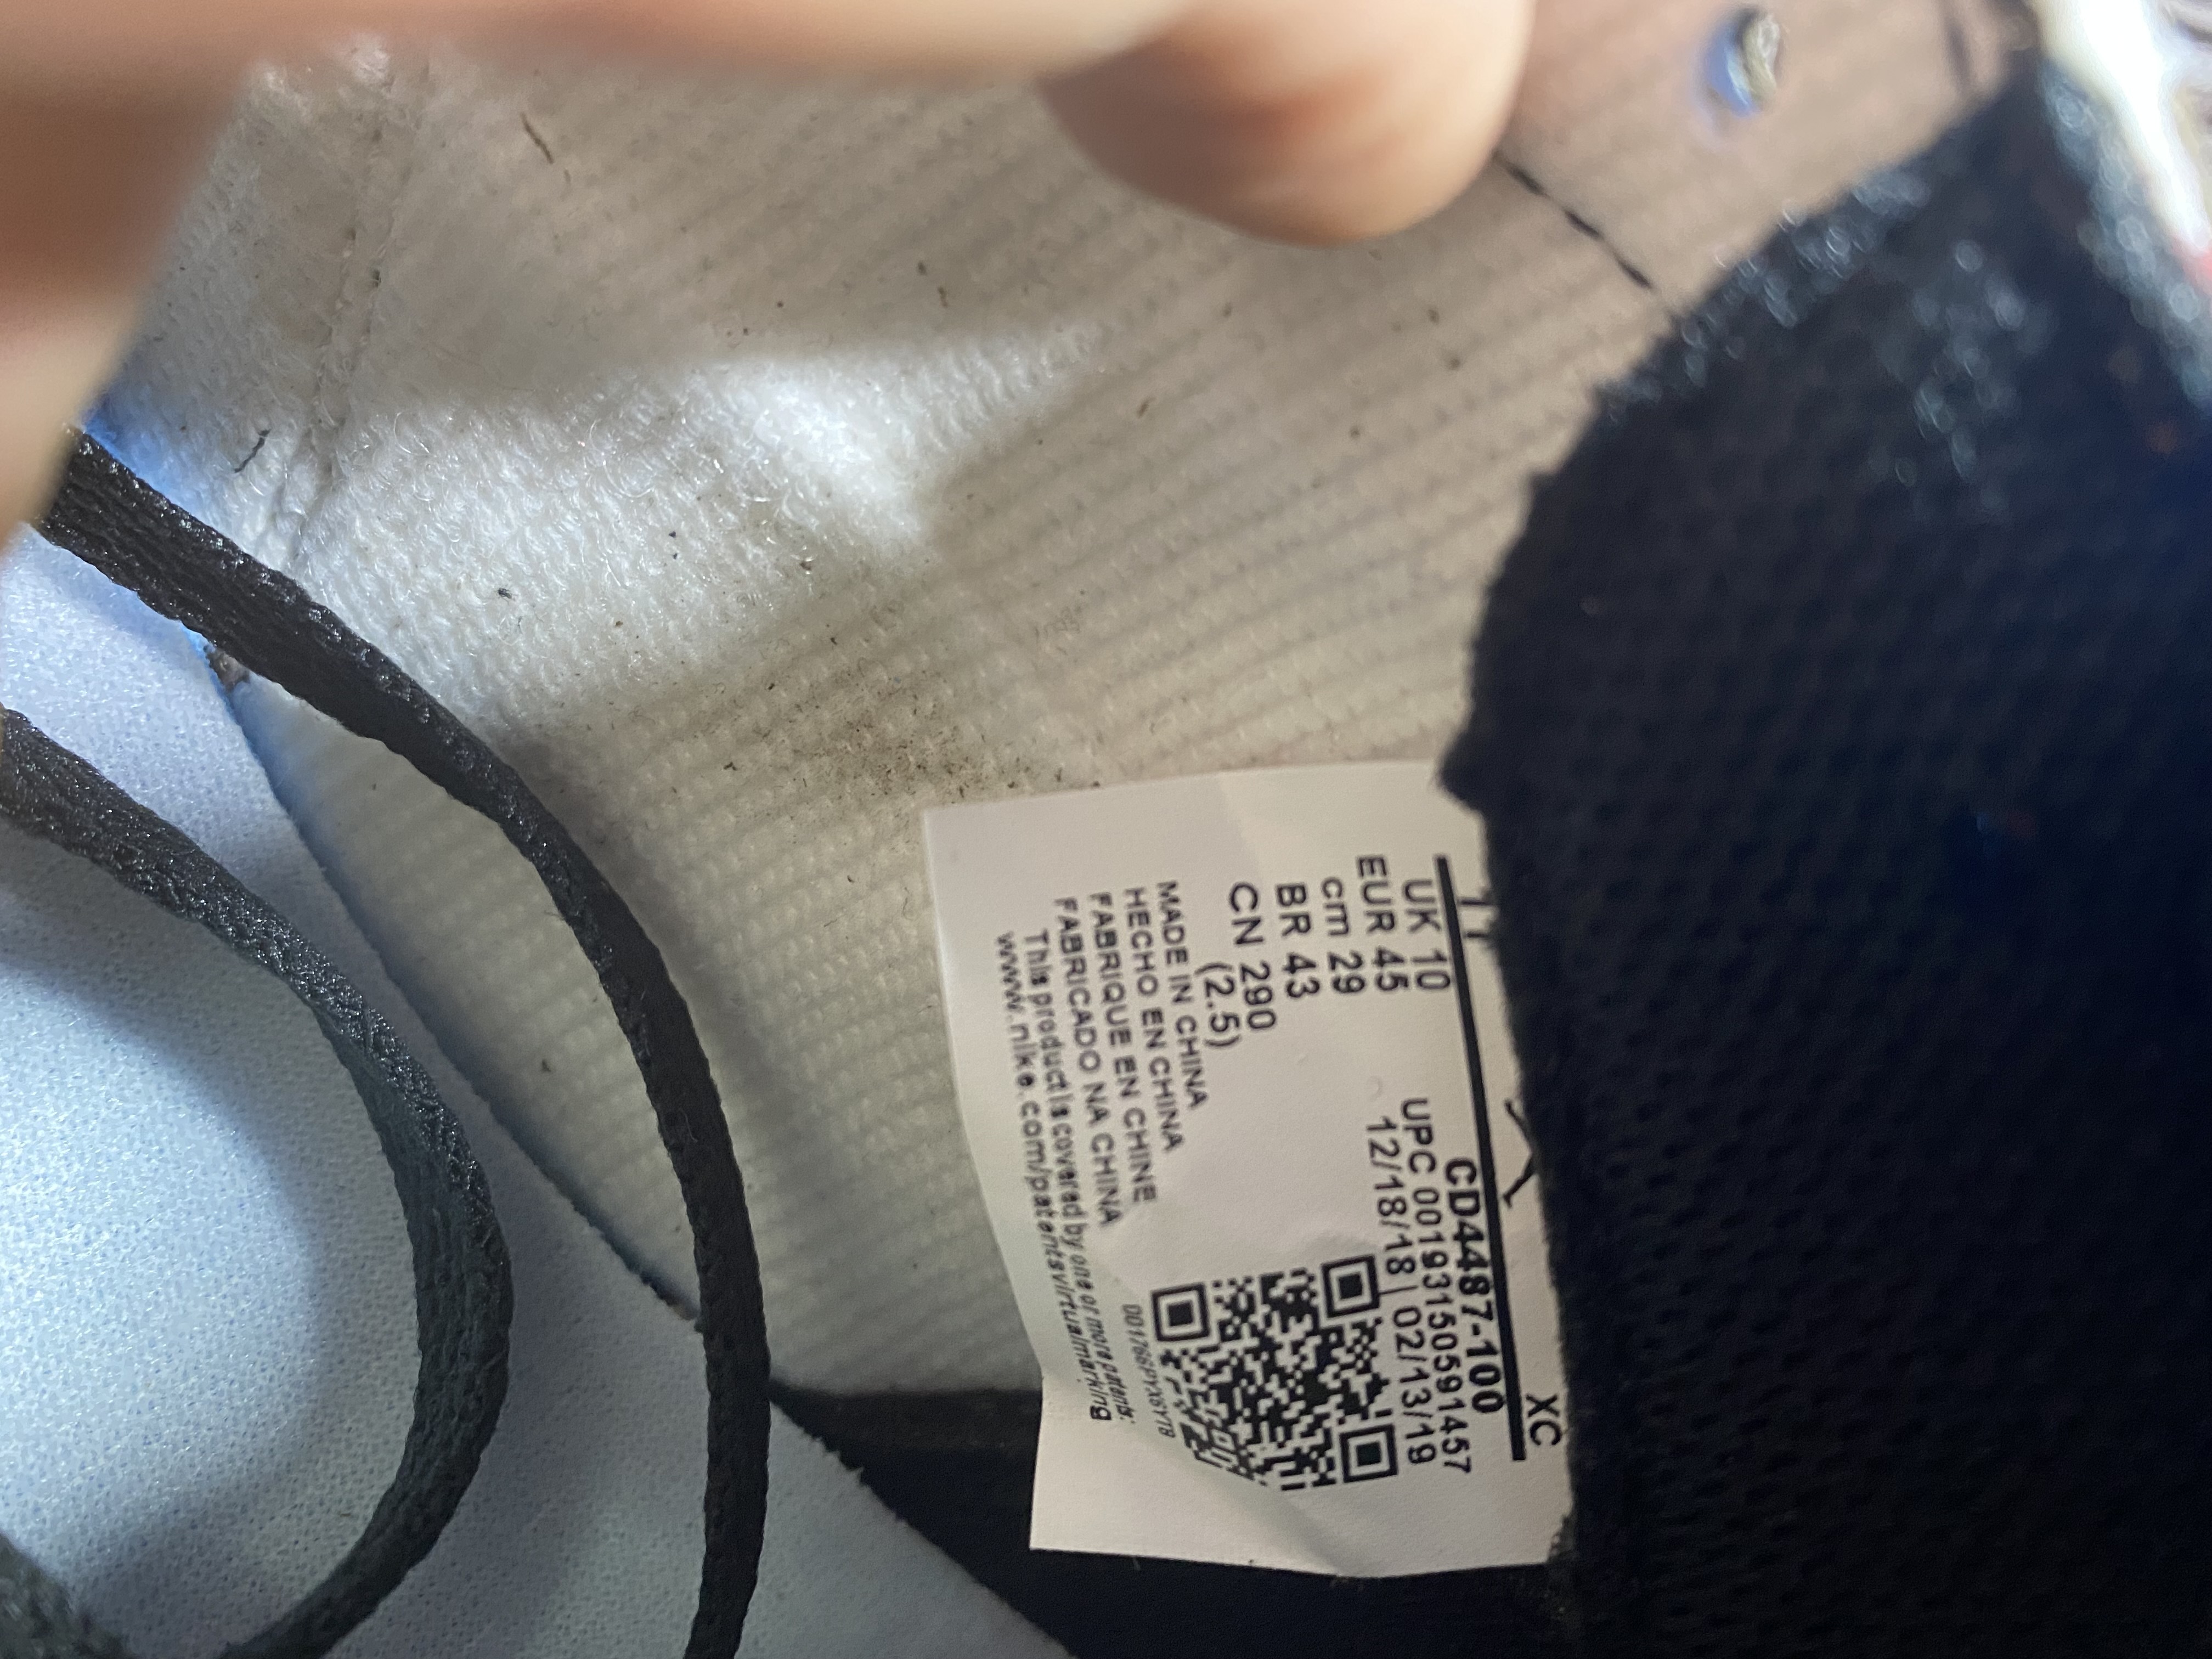 11
XC
UK 10
EUR 45
cm 29
BR 43
CN 290
(2.5)
CD4487-100
UPC 00193150591457
12/18/18 | 02/13/19
MADE IN CHINA
HECHO EN CHINA
FABRIQUE EN CHINE
FABRICADO NA CHINA
This product is covered by one or more patents:
www.nike.com/patentsvirtualmarking